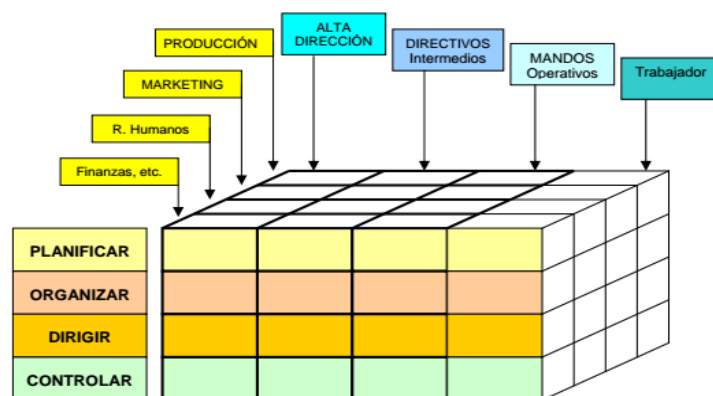 PRODUCCIÓN
ALTA
DIRECCIÓN
DIRECTIVOS
Intermedios
MANDOS
Operativos
Trabajador
MARKETING
R. Humanos
Finanzas, etc.
PLANIFICAR
ORGANIZAR
DIRIGIR
CONTROLAR